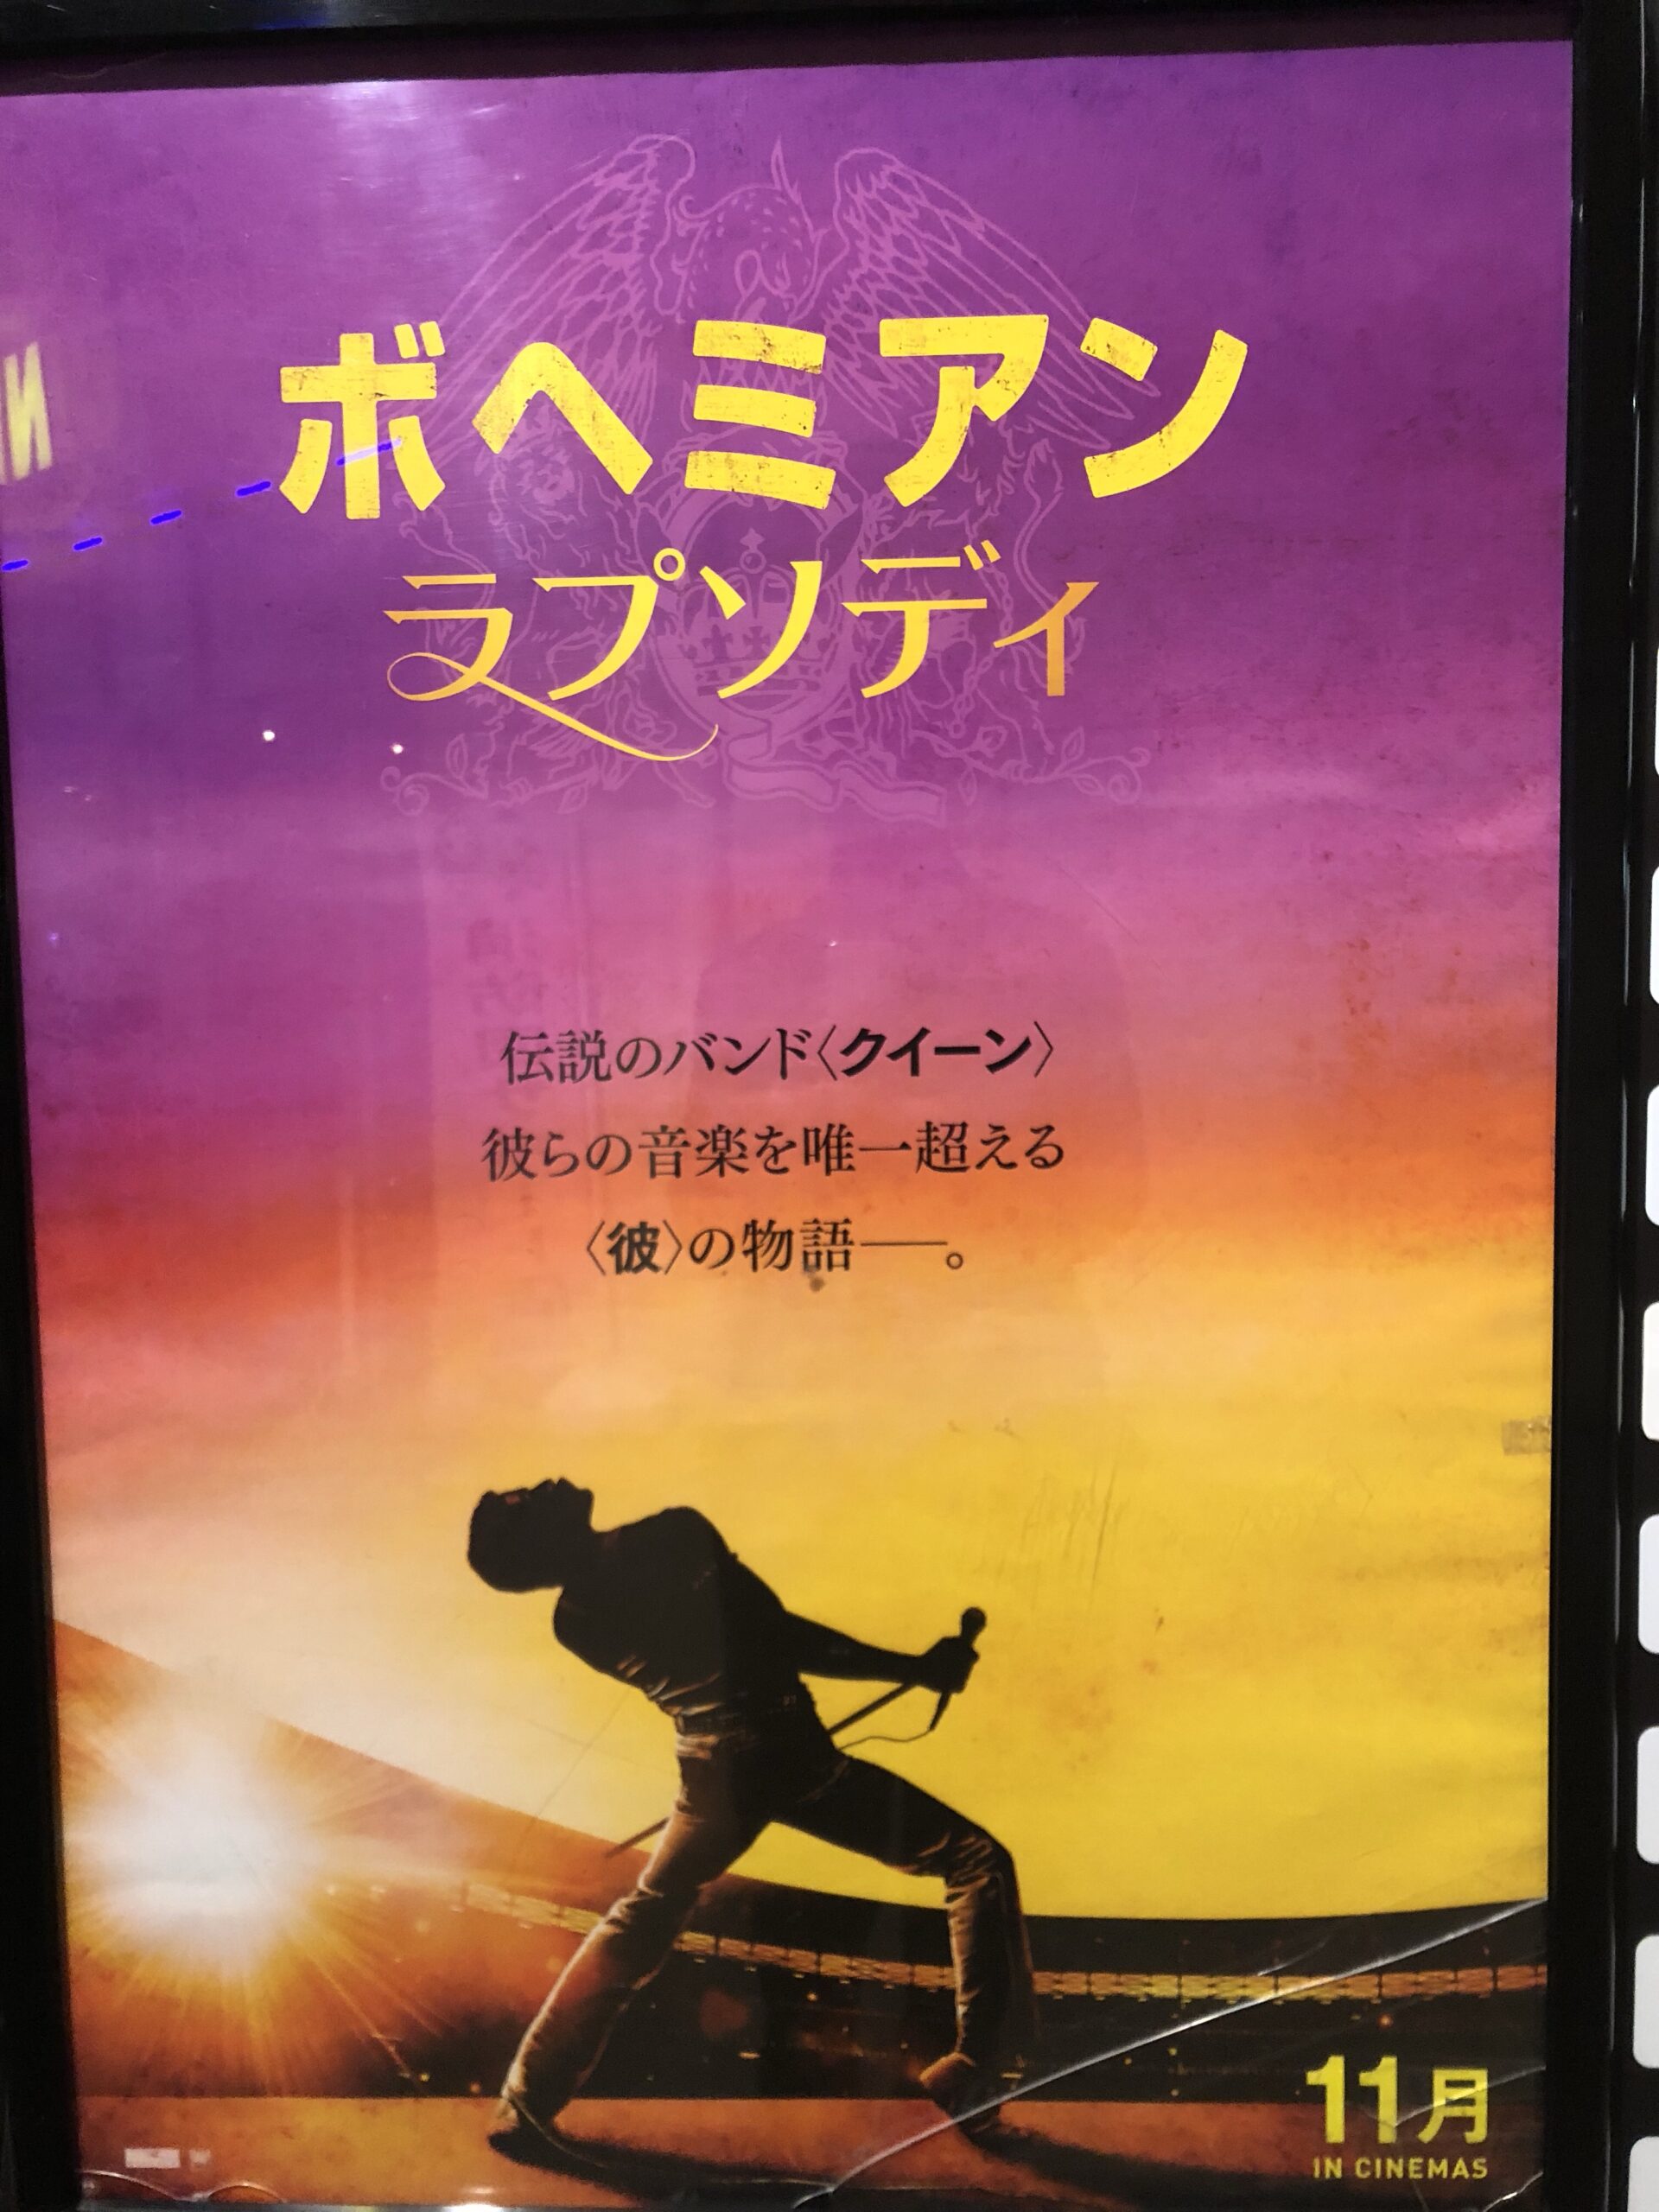 ボヘミアン
ラプソディ
伝説のバンド〈クイーン〉
彼らの音楽を唯一超える
〈彼〉の物語──。
11月
IN CINEMAS